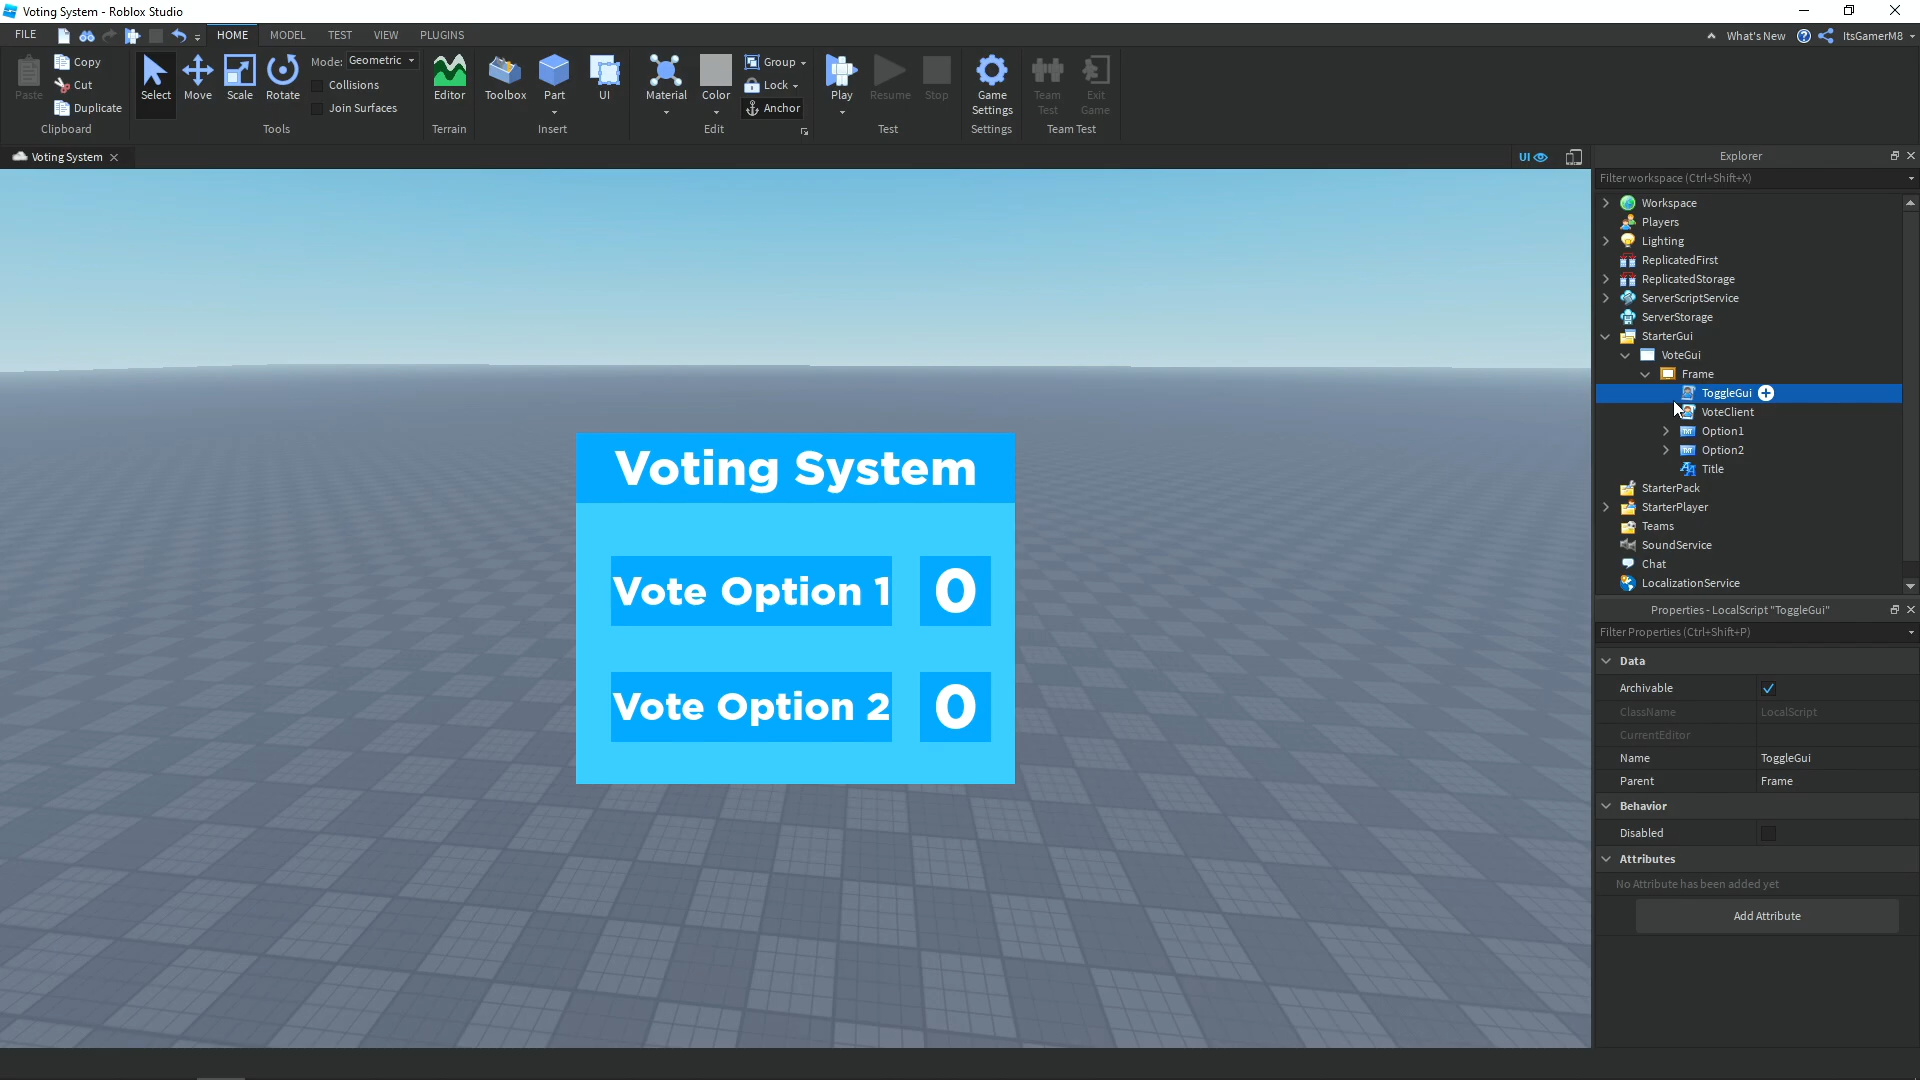 Voting System - Roblox Studio
FILE
HOME
MODEL
TEST
VIEW
PLUGINS
What's New
ItsGamerM8
Paste
Copy
Cut
Duplicate
Clipboard
Select
Move
Scale
Rotate
Mode: Geometric
Collisions
Join Surfaces
Tools
Editor
Terrain
Toolbox
Part
UI
Insert
Material
Color
Group
Lock
Anchor
Edit
Play
Resume
Stop
Test
Game
Settings
Settings
Team
Test
Exit
Game
Team Test
Voting System
UI
Voting System
Vote Option 1
0
Vote Option 2
0
Explorer
Filter workspace (Ctrl+Shift+X)
Workspace
Players
Lighting
ReplicatedFirst
ReplicatedStorage
ServerScriptService
ServerStorage
StarterGui
VoteGui
Frame
ToggleGui
VoteClient
TXT Option1
TXT Option2
Title
StarterPack
StarterPlayer
Teams
SoundService
Chat
LocalizationService
Properties - LocalScript "ToggleGui"
Filter Properties (Ctrl+Shift+P)
Data
Archivable
ClassName LocalScript
CurrentEditor
Name ToggleGui
Parent Frame
Behavior
Disabled
Attributes
No Attribute has been added yet
Add Attribute